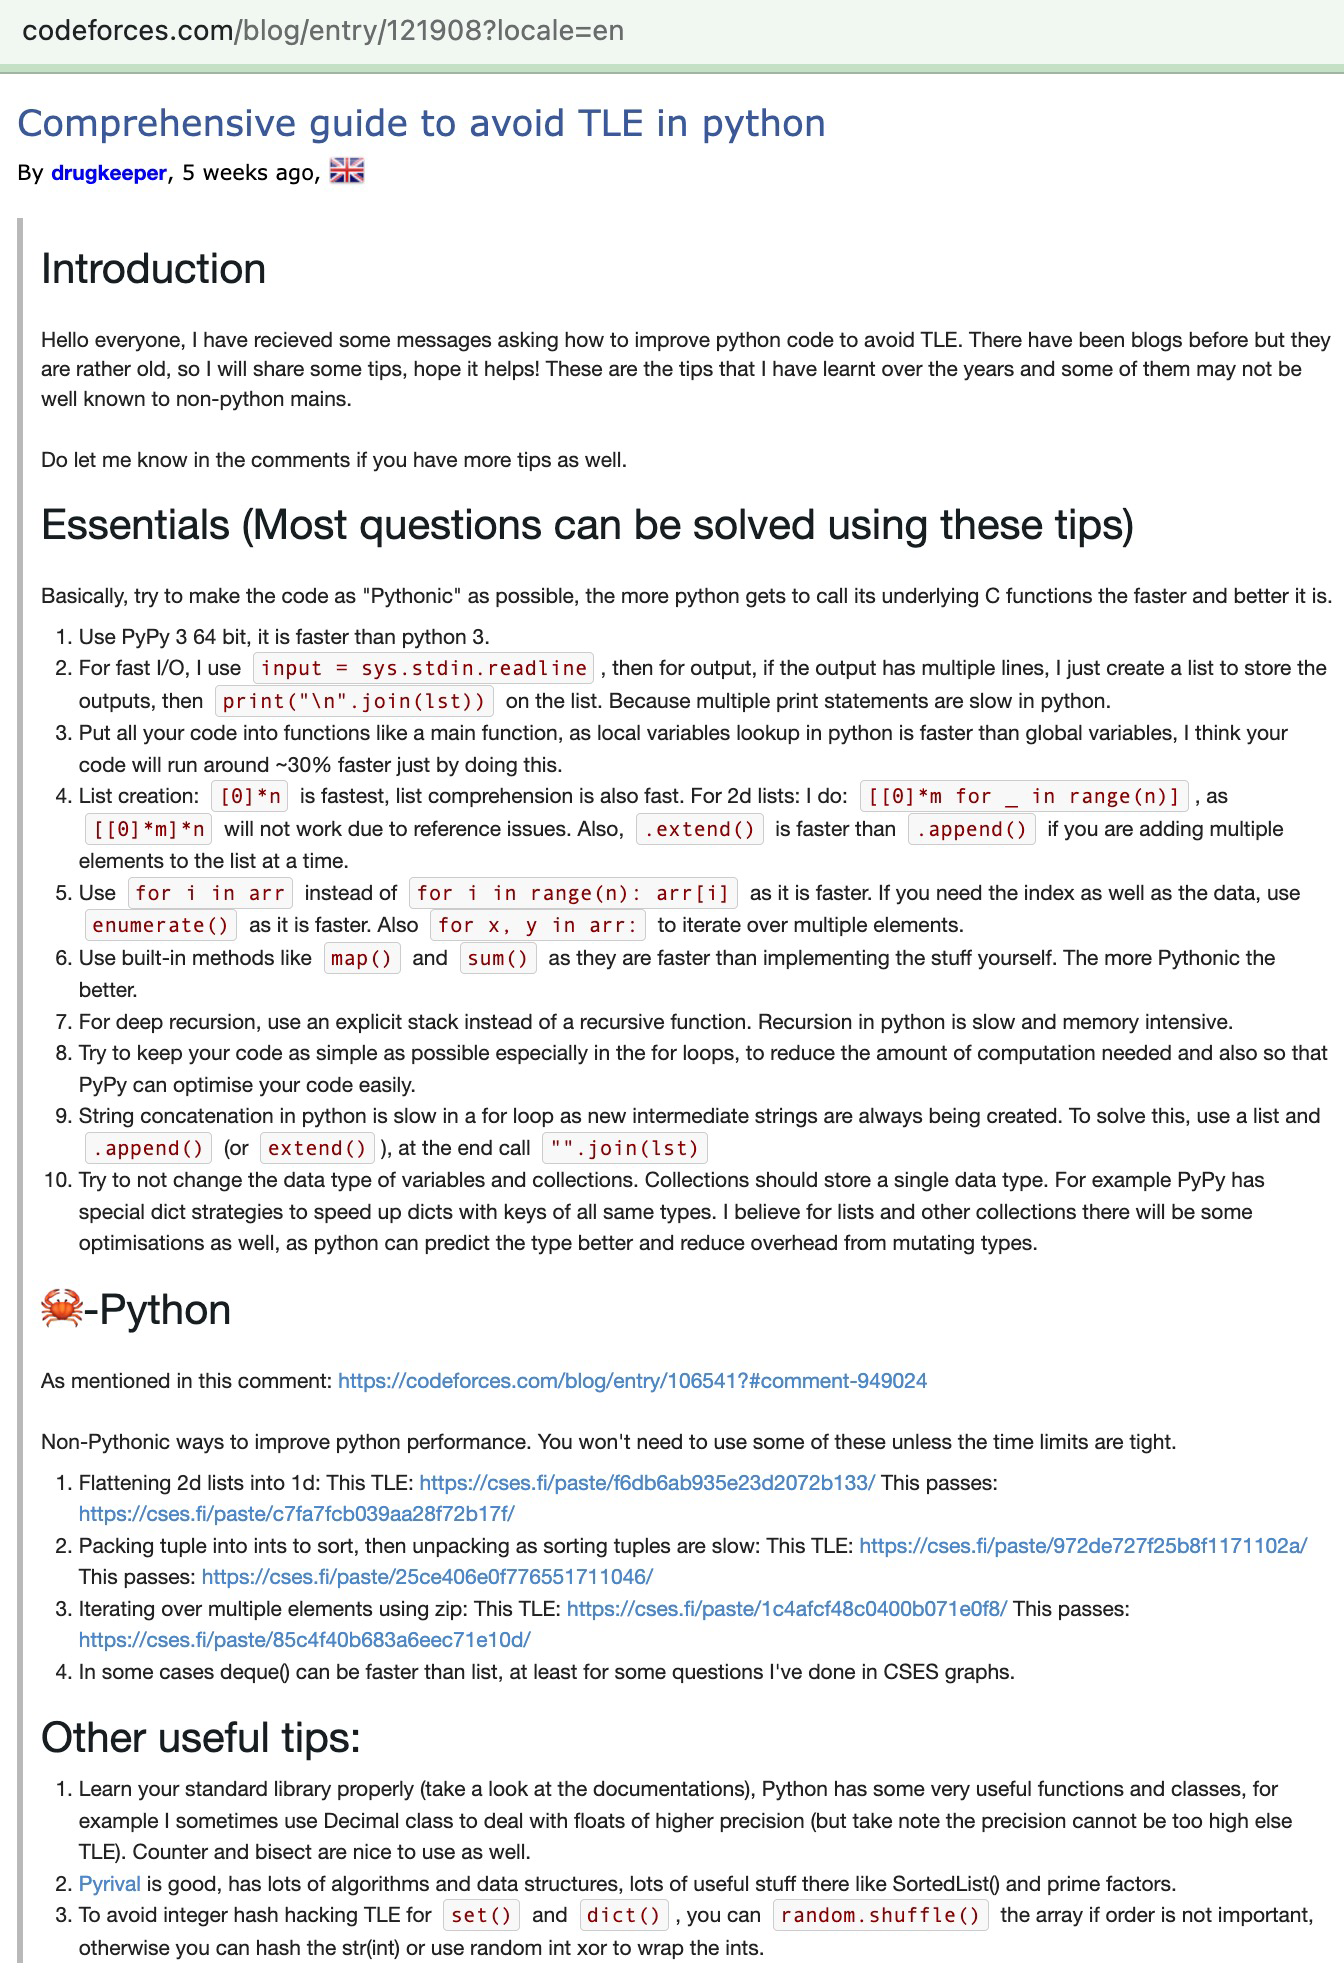 codeforces.com/blog/entry/121908?locale=en
Comprehensive guide to avoid TLE in python
By drugkeeper, 5 weeks ago,
Introduction
Hello everyone, I have recieved some messages asking how to improve python code to avoid TLE. There have been blogs before but they
are rather old, so I will share some tips, hope it helps! These are the tips that I have learnt over the years and some of them may not be
well known to non-python mains.
Do let me know in the comments if you have more tips as well.
Essentials (Most questions can be solved using these tips)
Basically, try to make the code as "Pythonic" as possible, the more python gets to call its underlying C functions the faster and better it is.
1. Use PyPy 3 64 bit, it is faster than python 3.
2. For fast I/O, I use input = sys.stdin.readline , then for output, if the output has multiple lines, I just create a list to store the
outputs, then print("\n".join(lst)) on the list. Because multiple print statements are slow in python.
3. Put all your code into functions like a main function, as local variables lookup in python is faster than global variables, I think your
code will run around ~30% faster just by doing this.
4. List creation: [0]*n is fastest, list comprehension is also fast. For 2d lists: I do: [[0]*m for _ in range(n)] , as
[[0]*m]*n will not work due to reference issues. Also, .extend() is faster than .append() if you are adding multiple
elements to the list at a time.
5. Use for i in arr instead of for i in range(n): arr[i] as it is faster. If you need the index as well as the data, use
enumerate() as it is faster. Also for x, y in arr: to iterate over multiple elements.
6. Use built-in methods like map() and sum() as they are faster than implementing the stuff yourself. The more Pythonic the
better.
7. For deep recursion, use an explicit stack instead of a recursive function. Recursion in python is slow and memory intensive.
8. Try to keep your code as simple as possible especially in the for loops, to reduce the amount of computation needed and also so that
PyPy can optimise your code easily.
9. String concatenation in python is slow in a for loop as new intermediate strings are always being created. To solve this, use a list and
.append() (or extend() ), at the end call "".join(lst)
10. Try to not change the data type of variables and collections. Collections should store a single data type. For example PyPy has
special dict strategies to speed up dicts with keys of all same types. I believe for lists and other collections there will be some
optimisations as well, as python can predict the type better and reduce overhead from mutating types.
🦀-Python
As mentioned in this comment: https://codeforces.com/blog/entry/106541?#comment-949024
Non-Pythonic ways to improve python performance. You won't need to use some of these unless the time limits are tight.
1. Flattening 2d lists into 1d: This TLE: https://cses.fi/paste/f6db6ab935e23d2072b133/ This passes:
https://cses.fi/paste/c7fa7fcb039aa28f72b17f/
2. Packing tuple into ints to sort, then unpacking as sorting tuples are slow: This TLE: https://cses.fi/paste/972de727f25b8f1171102a/
This passes: https://cses.fi/paste/25ce406e0f776551711046/
3. Iterating over multiple elements using zip: This TLE: https://cses.fi/paste/1c4afcf48c0400b071e0f8/ This passes:
https://cses.fi/paste/85c4f40b683a6eec71e10d/
4. In some cases deque() can be faster than list, at least for some questions I've done in CSES graphs.
Other useful tips:
1. Learn your standard library properly (take a look at the documentations), Python has some very useful functions and classes, for
example I sometimes use Decimal class to deal with floats of higher precision (but take note the precision cannot be too high else
TLE). Counter and bisect are nice to use as well.
2. Pyrival is good, has lots of algorithms and data structures, lots of useful stuff there like SortedList() and prime factors.
3. To avoid integer hash hacking TLE for set() and dict() , you can random.shuffle() the array if order is not important,
otherwise you can hash the str(int) or use random int xor to wrap the ints.